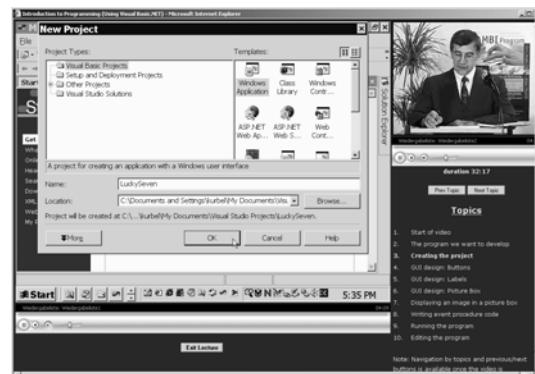 Introduction to Programming (Using Visual Basic.NET) - Microsoft Internet Explorer
New Project
Project Types:
Templates:
Visual Basic Projects
Setup and Deployment Projects
Other Projects
Visual Studio Solutions
Windows Application
Class Library
Windows Contr...
ASP.NET Web Ap...
ASP.NET Web S...
Web Cont...
A project for creating an application with a Windows user interface
Name:
LuckySeven
Location:
C:\Documents and Settings\kurbel\My Documents\Visu
Browse...
Project will be created at C:\...\kurbel\My Documents\Visual Studio Projects\LuckySeven.
More
OK
Cancel
Help
File
Start
Get
Solution Explorer
Start
5:35 PM
Exit Lecture
MBI Program
duration 32:17
Prev Topic
Next Topic
Topics
1. Start of video
2. The program we want to develop
3. Creating the project
4. GUI design: Buttons
5. GUI design: Labels
6. GUI design: Picture Box
7. Displaying an image in a picture box
8. Writing event procedure code
9. Running the program
10. Editing the program
Note: Navigation by topics and previous/next
buttons is available once the video is